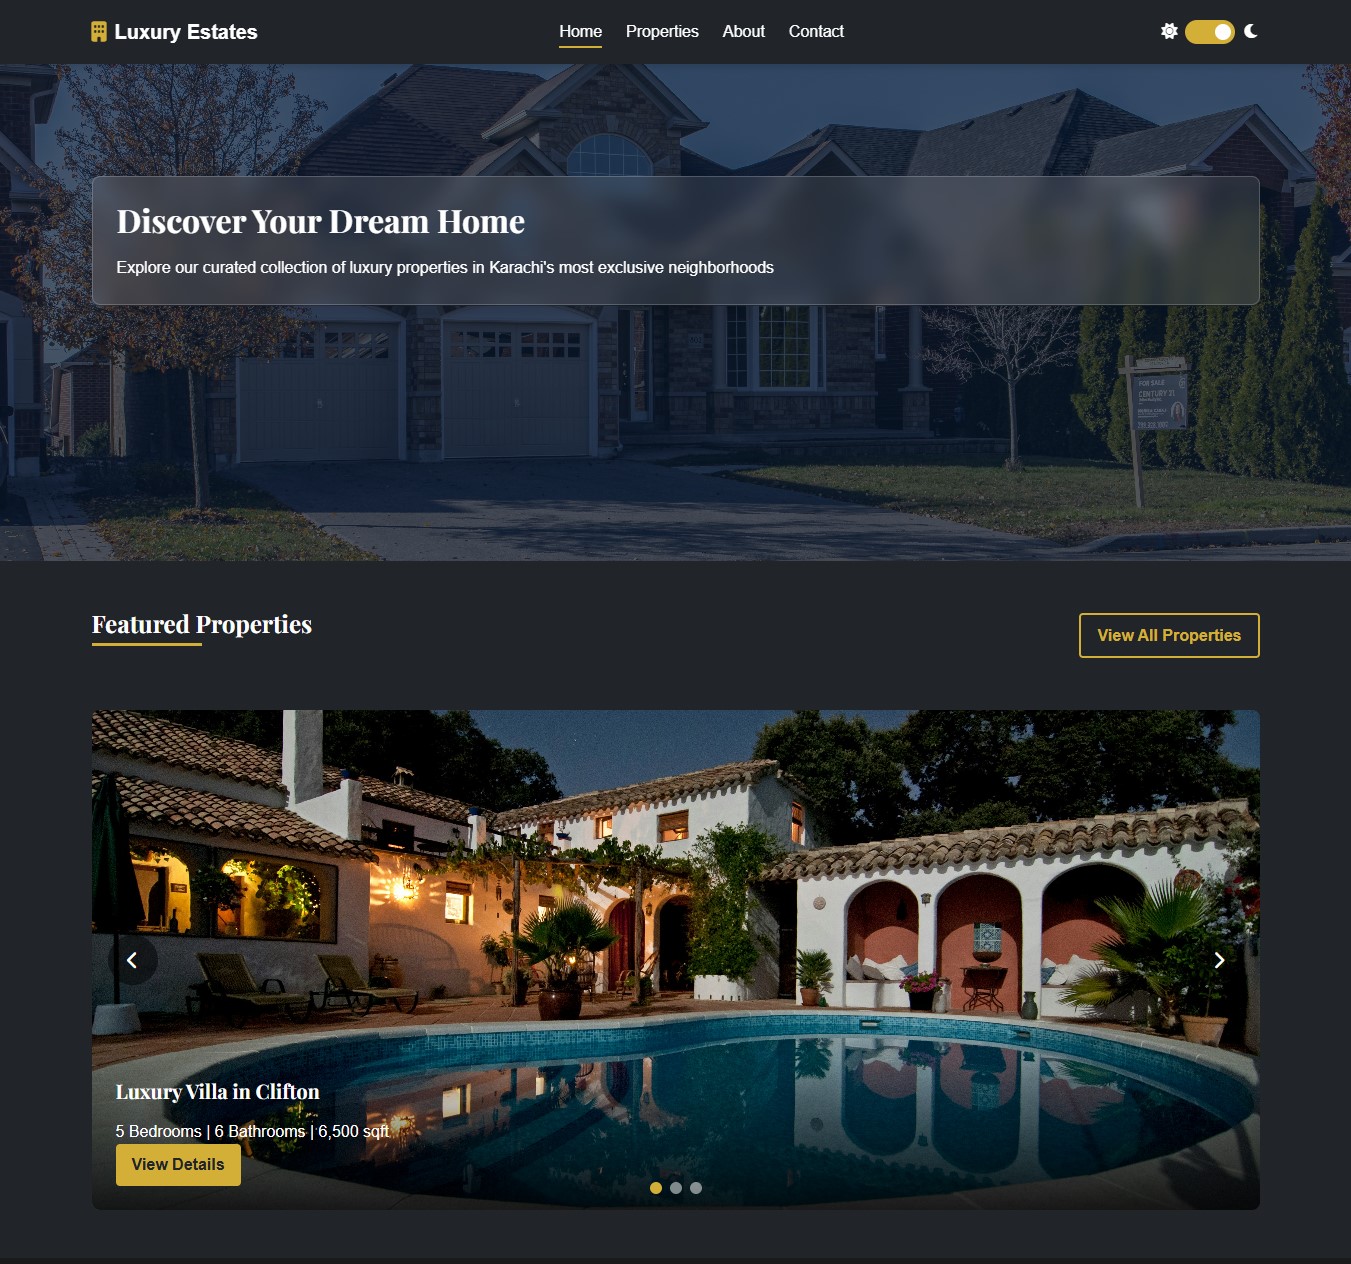 Luxury Estates
Home
Properties
About
Contact
Discover Your Dream Home
Explore our curated collection of luxury properties in Karachi's most exclusive neighborhoods
FOR SALE
CENTURY 21
Featured Properties
View All Properties
Luxury Villa in Clifton
5 Bedrooms | 6 Bathrooms | 6,500 sqft
View Details